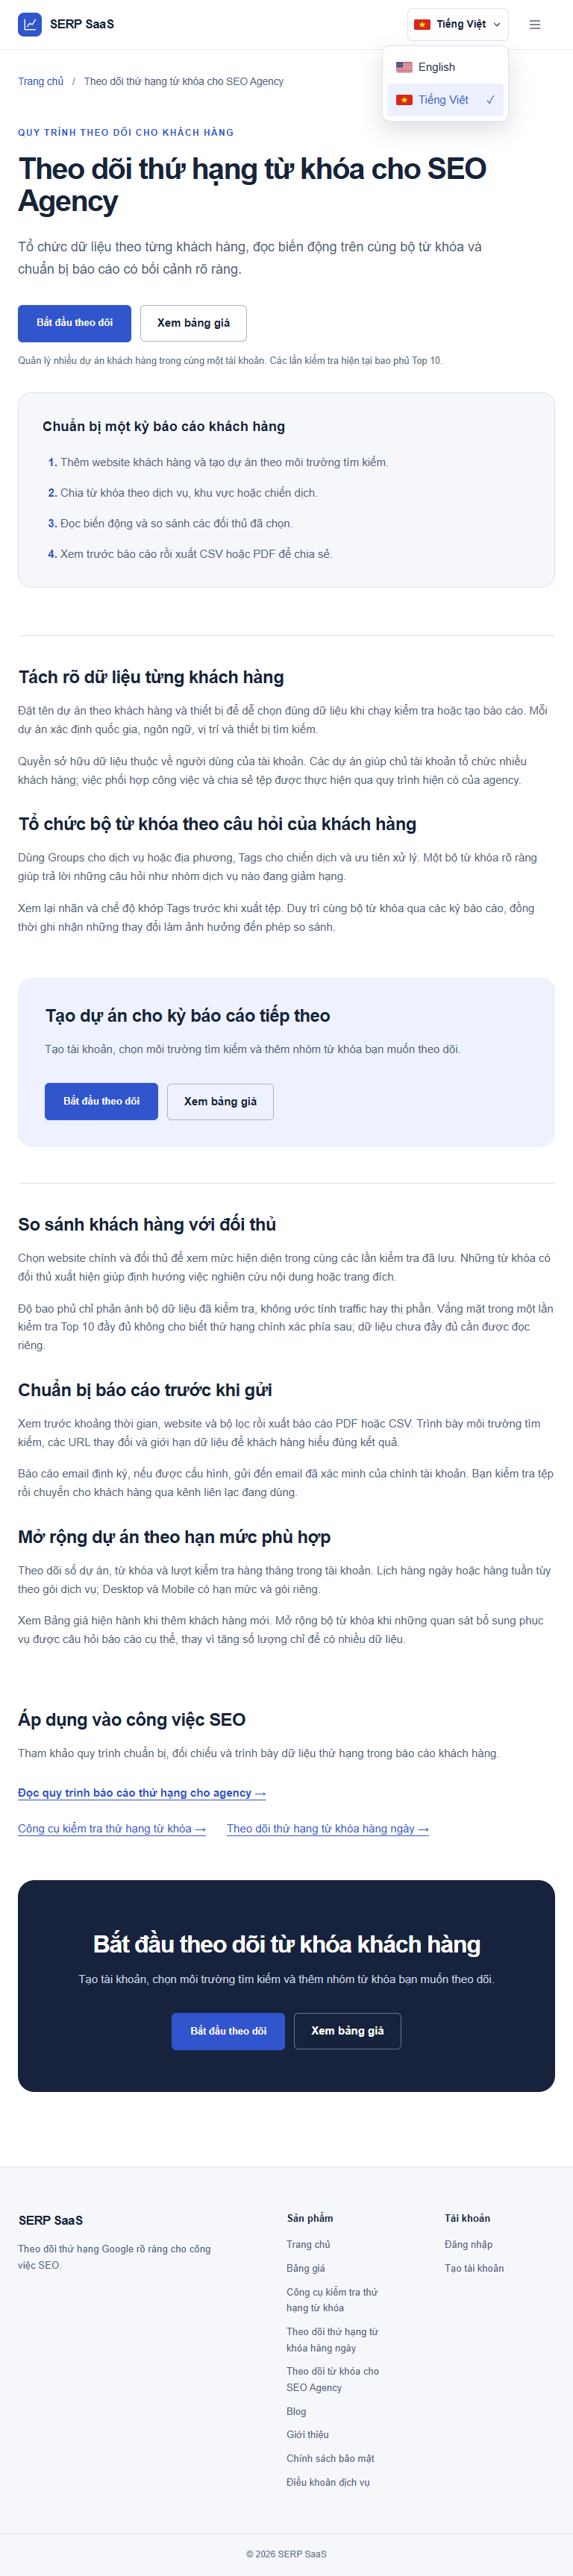 SERP SaaS
Tiếng Việt
English
Tiếng Việt
Trang chủ / Theo dõi thứ hạng từ khóa cho SEO Agency
QUY TRÌNH THEO DÕI CHO KHÁCH HÀNG
Theo dõi thứ hạng từ khóa cho SEO
Agency
Tổ chức dữ liệu theo từng khách hàng, đọc biến động trên cùng bộ từ khóa và
chuẩn bị báo cáo có bối cảnh rõ ràng.
Bắt đầu theo dõi
Xem bảng giá
Quản lý nhiều dự án khách hàng trong cùng một tài khoản. Các lần kiểm tra hiện tại bao phủ Top 10.
Chuẩn bị một kỳ báo cáo khách hàng
1. Thêm website khách hàng và tạo dự án theo môi trường tìm kiếm.
2. Chia từ khóa theo dịch vụ, khu vực hoặc chiến dịch.
3. Đọc biến động và so sánh các đối thủ đã chọn.
4. Xem trước báo cáo rồi xuất CSV hoặc PDF để chia sẻ.
Tách rõ dữ liệu từng khách hàng
Đặt tên dự án theo khách hàng và thiết bị để dễ chọn đúng dữ liệu khi chạy kiểm tra hoặc tạo báo cáo. Mỗi
dự án xác định quốc gia, ngôn ngữ, vị trí và thiết bị tìm kiếm.
Quyền sở hữu dữ liệu thuộc về người dùng của tài khoản. Các dự án giúp chủ tài khoản tổ chức nhiều
khách hàng; việc phối hợp công việc và chia sẻ tệp được thực hiện qua quy trình hiện có của agency.
Tổ chức bộ từ khóa theo câu hỏi của khách hàng
Dùng Groups cho dịch vụ hoặc địa phương, Tags cho chiến dịch và ưu tiên xử lý. Một bộ từ khóa rõ ràng
giúp trả lời những câu hỏi như nhóm dịch vụ nào đang giảm hạng.
Xem lại nhãn và chế độ khớp Tags trước khi xuất tệp. Duy trì cùng bộ từ khóa qua các kỳ báo cáo, đồng
thời ghi nhận những thay đổi làm ảnh hưởng đến phép so sánh.
Tạo dự án cho kỳ báo cáo tiếp theo
Tạo tài khoản, chọn môi trường tìm kiếm và thêm nhóm từ khóa bạn muốn theo dõi.
Bắt đầu theo dõi
Xem bảng giá
So sánh khách hàng với đối thủ
Chọn website chính và đối thủ để xem mức hiện diện trong cùng các lần kiểm tra đã lưu. Những từ khóa có
đối thủ xuất hiện giúp định hướng việc nghiên cứu nội dung hoặc trang đích.
Độ bao phủ chỉ phản ánh bộ dữ liệu đã kiểm tra, không ước tính traffic hay thị phần. Vắng mặt trong một lần
kiểm tra Top 10 đầy đủ không cho biết thứ hạng chính xác phía sau; dữ liệu chưa đầy đủ cần được đọc
riêng.
Chuẩn bị báo cáo trước khi gửi
Xem trước khoảng thời gian, website và bộ lọc rồi xuất báo cáo PDF hoặc CSV. Trình bày môi trường tìm
kiếm, các URL thay đổi và giới hạn dữ liệu để khách hàng hiểu đúng kết quả.
Báo cáo email định kỳ, nếu được cấu hình, gửi đến email đã xác minh của chính tài khoản. Bạn kiểm tra tệp
rồi chuyển cho khách hàng qua kênh liên lạc đang dùng.
Mở rộng dự án theo hạn mức phù hợp
Theo dõi số dự án, từ khóa và lượt kiểm tra hàng tháng trong tài khoản. Lịch hàng ngày hoặc hàng tuần tùy
theo gói dịch vụ; Desktop và Mobile có hạn mức và gói riêng.
Xem Bảng giá hiện hành khi thêm khách hàng mới. Mở rộng bộ từ khóa khi những quan sát bổ sung phục
vụ được câu hỏi báo cáo cụ thể, thay vì tăng số lượng chỉ để có nhiều dữ liệu.
Áp dụng vào công việc SEO
Tham khảo quy trình chuẩn bị, đối chiếu và trình bày dữ liệu thứ hạng trong báo cáo khách hàng.
Đọc quy trình báo cáo thứ hạng cho agency →
Công cụ kiểm tra thứ hạng từ khóa → Theo dõi thứ hạng từ khóa hàng ngày →
Bắt đầu theo dõi từ khóa khách hàng
Tạo tài khoản, chọn môi trường tìm kiếm và thêm nhóm từ khóa bạn muốn theo dõi.
Bắt đầu theo dõi
Xem bảng giá
SERP SaaS
Theo dõi thứ hạng Google rõ ràng cho công
việc SEO.
Sản phẩm
Trang chủ
Bảng giá
Công cụ kiểm tra thứ
hạng từ khóa
Theo dõi thứ hạng từ
khóa hàng ngày
Theo dõi từ khóa cho
SEO Agency
Blog
Giới thiệu
Chính sách bảo mật
Điều khoản dịch vụ
Tài khoản
Đăng nhập
Tạo tài khoản
© 2026 SERP SaaS